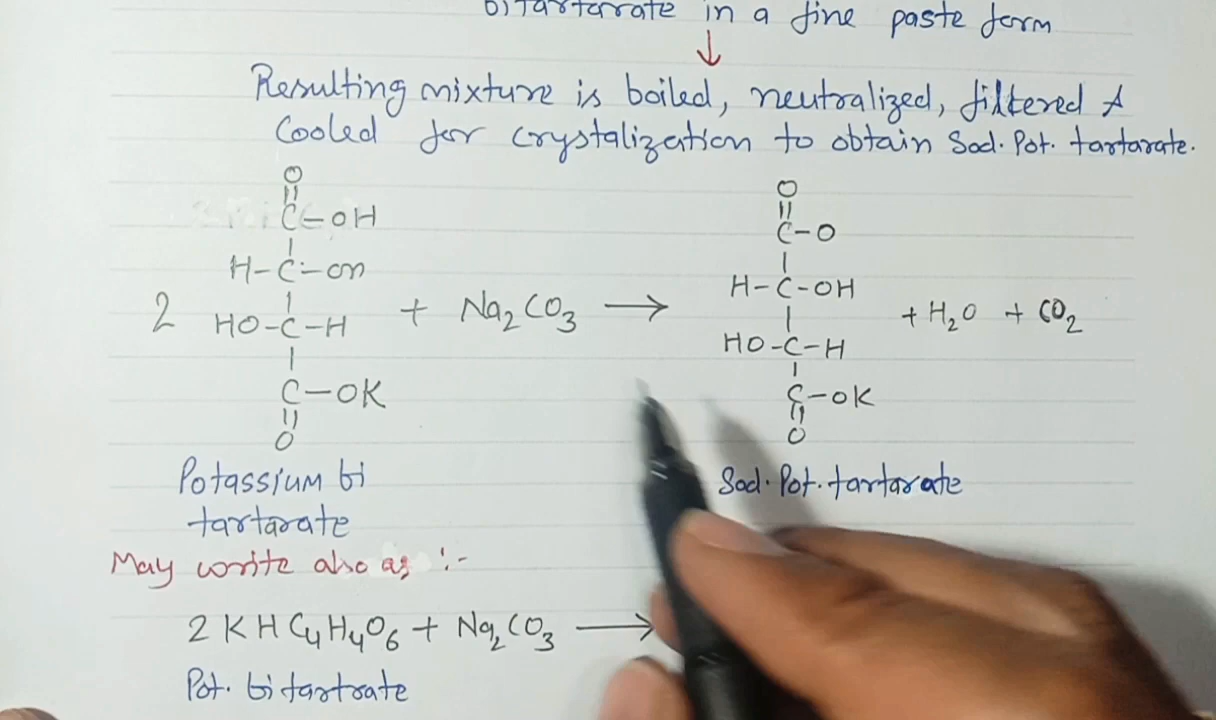 bitartarate in a fine paste form
↓
Resulting mixture is boiled, neutralized, filtered &
Cooled for crystalization to obtain Sod. Pot. tartarate.
O
||
C-OH
|
H-C-OH
|
2 HO-C-H + Na2CO3 →
|
C-OK
||
O
O
||
C-O
|
H-C-OH
|
HO-C-H + H2O + CO2
|
C-OK
||
O
Potassium bi
tartarate
Sod. Pot. tartarate
May write also as :-
2 KHC4H4O6 + Na2CO3 →
Pot. bi tartrate